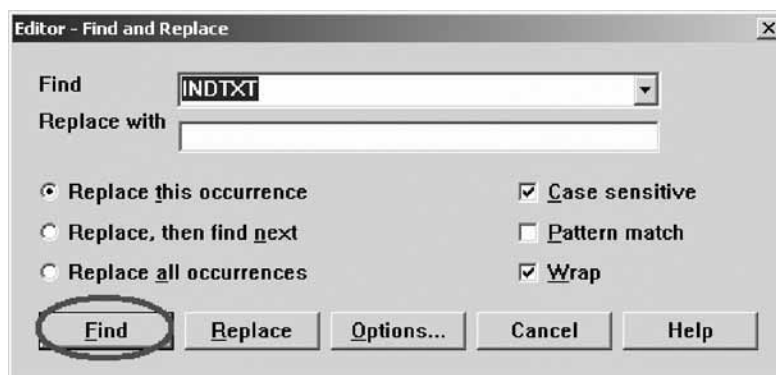 Editor - Find and Replace
Find INDTXT
Replace with
Replace this occurrence Case sensitive
Replace, then find next Pattern match
Replace all occurrences Wrap
Find Replace Options... Cancel Help